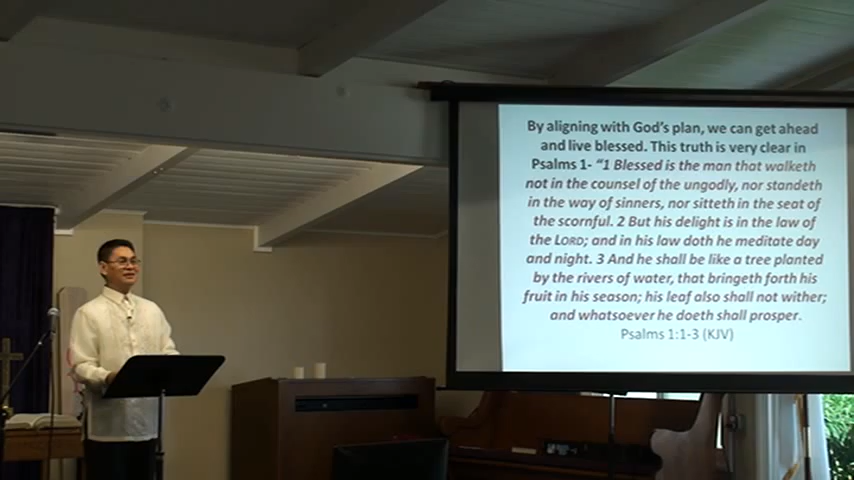 By aligning with God's plan, we can get ahead
and live blessed. This truth is very clear in
Psalms 1- “1 Blessed is the man that walketh
not in the counsel of the ungodly, nor standeth
in the way of sinners, nor sitteth in the seat of
the scornful. 2 But his delight is in the law of
the LORD; and in his law doth he meditate day
and night. 3 And he shall be like a tree planted
by the rivers of water, that bringeth forth his
fruit in his season; his leaf also shall not wither;
and whatsoever he doeth shall prosper.
Psalms 1:1-3 (KJV)